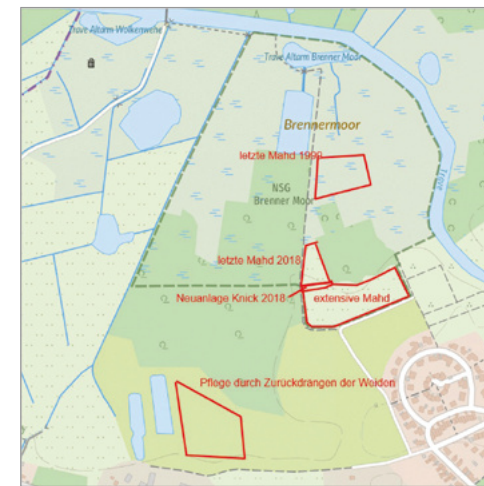 Trave Altarm Wolkenwehe
Trave Altarm Brenner Moor
Brennermoor
letzte Mahd 1999
NSG
Brenner Moor
Trave
letzte Mahd 2018
Neuanlage Knick 2018
extensive Mahd
Pflege durch Zurückdrängen der Weiden